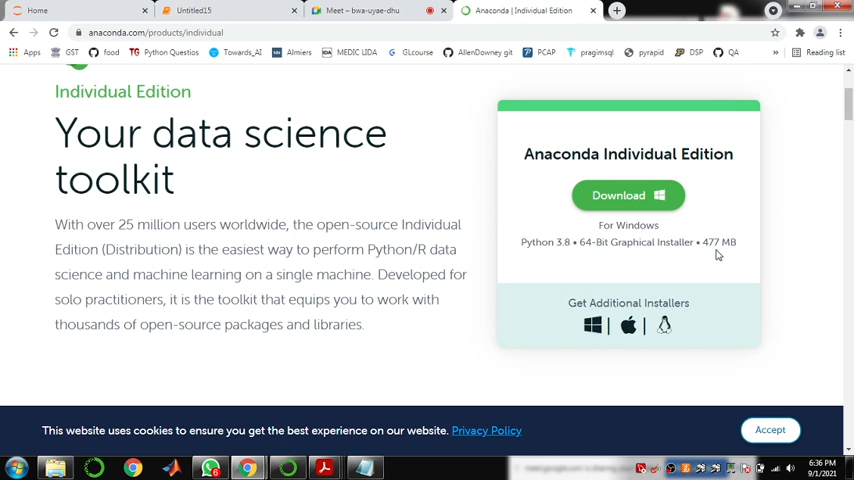 Home
Untitled15
Meet – bwa-uyae-dhu
Anaconda | Individual Edition
anaconda.com/products/individual
Apps
GST
food
Python Questios
Towards_AI
Almiers
MEDIC LIDA
GLcourse
AllenDowney git
PCAP
pragimsql
pyrapid
DSP
QA
»
Reading list
Individual Edition
Your data science
toolkit
With over 25 million users worldwide, the open-source Individual
Edition (Distribution) is the easiest way to perform Python/R data
science and machine learning on a single machine. Developed for
solo practitioners, it is the toolkit that equips you to work with
thousands of open-source packages and libraries.
Anaconda Individual Edition
Download
For Windows
Python 3.8 • 64-Bit Graphical Installer • 477 MB
Get Additional Installers
This website uses cookies to ensure you get the best experience on our website. Privacy Policy
Accept
6:36 PM
9/1/2021